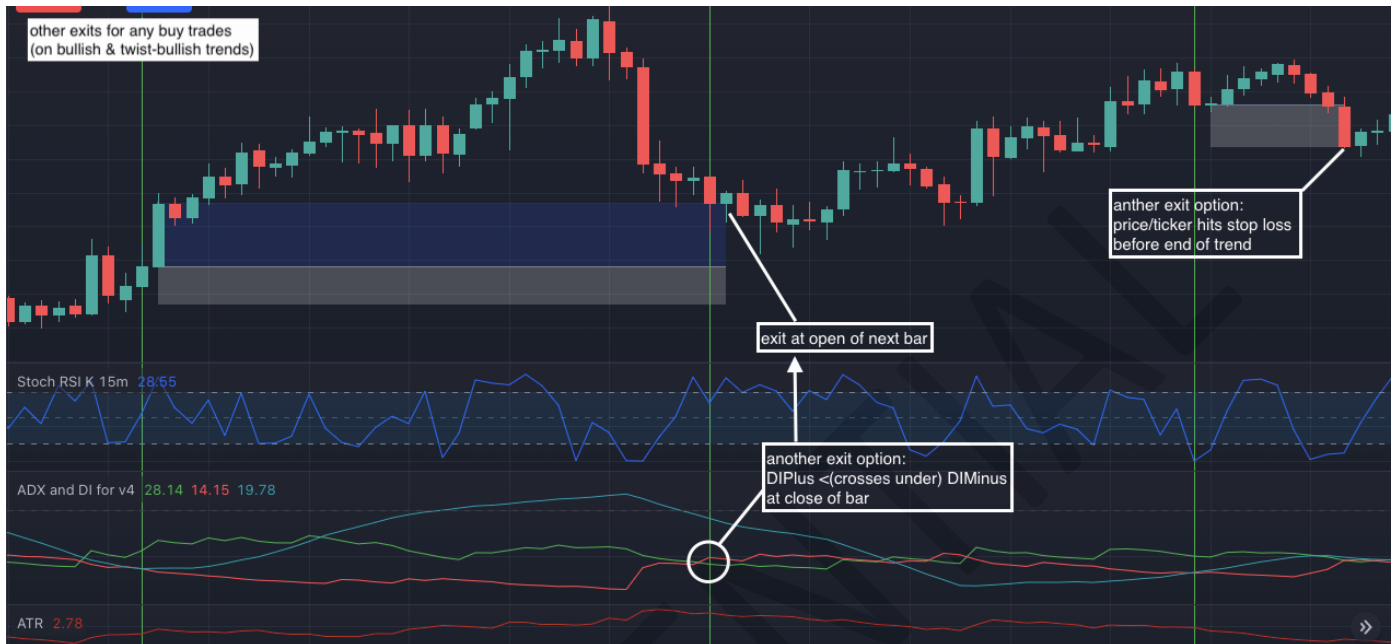 other exits for any buy trades
(on bullish & twist-bullish trends)
anther exit option:
price/ticker hits stop loss
before end of trend
exit at open of next bar
Stoch RSI K 15m 28.55
another exit option:
DIPlus <(crosses under) DIMinus
at close of bar
ADX and DI for v4 28.14 14.15 19.78
ATR 2.78